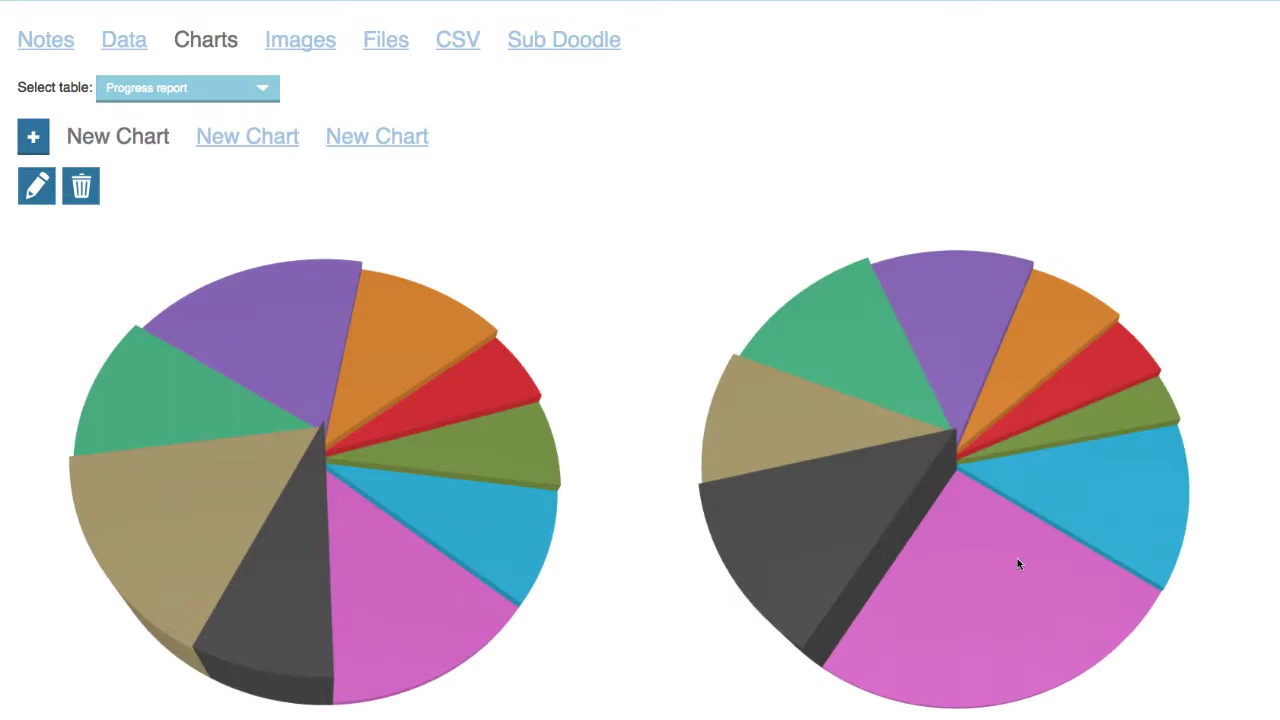 Notes Data Charts Images Files CSV Sub Doodle
Select table: Progress report
+ New Chart New Chart New Chart